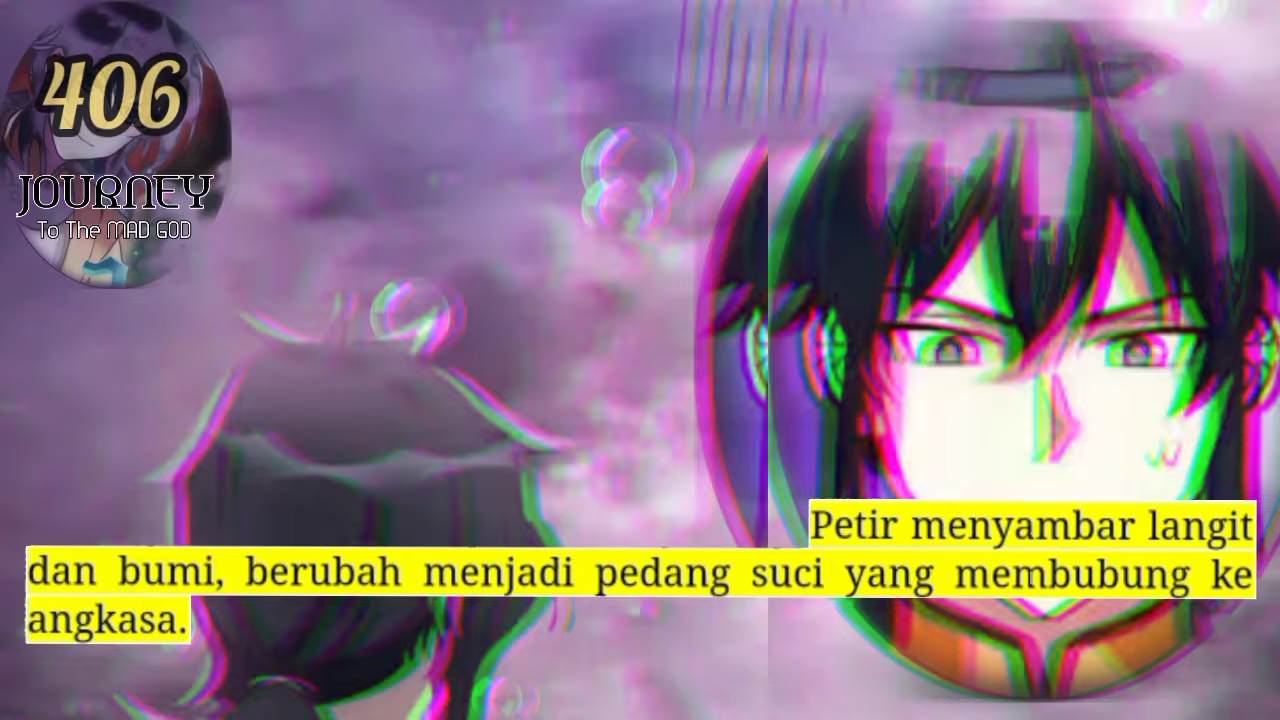 406
JOURNEY
To The MAD GOD
Petir menyambar langit
dan bumi, berubah menjadi pedang suci yang membubung ke
angkasa.